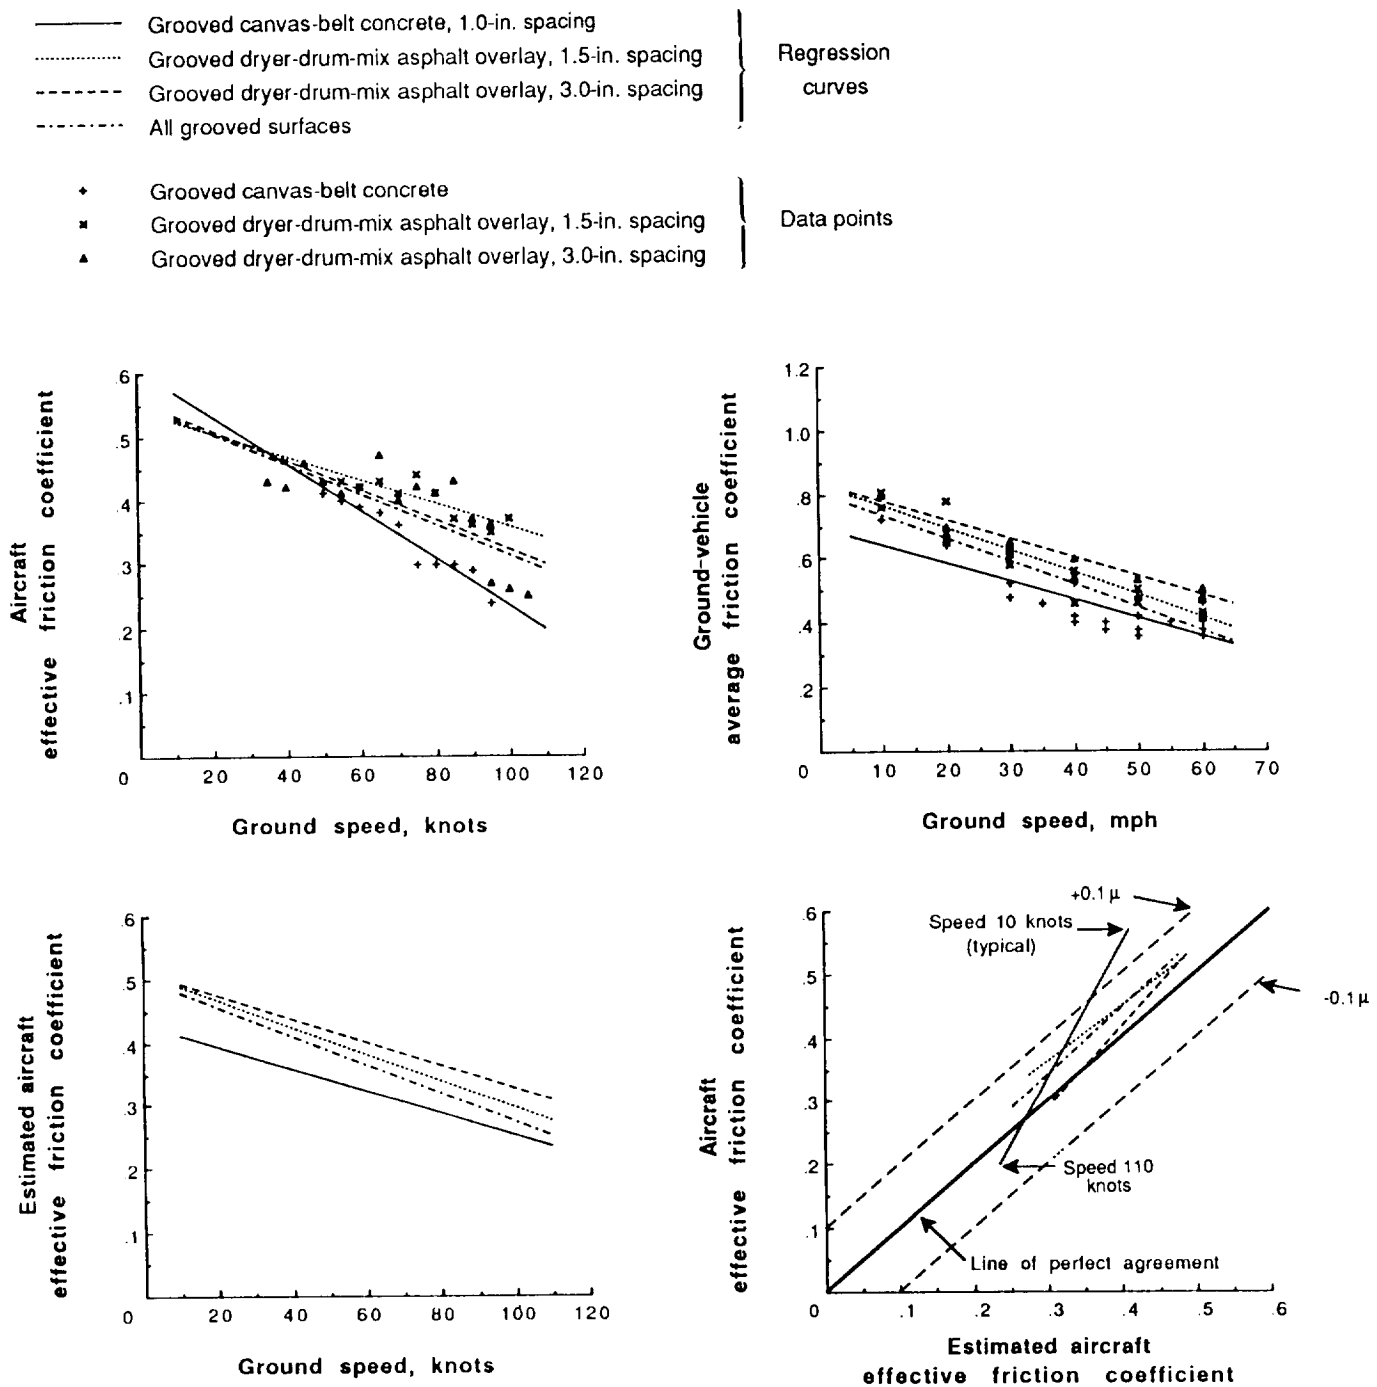 Grooved canvas-belt concrete, 1.0-in. spacing
Grooved dryer-drum-mix asphalt overlay, 1.5-in. spacing
Grooved dryer-drum-mix asphalt overlay, 3.0-in. spacing
All grooved surfaces
Regression
curves
Grooved canvas-belt concrete
Grooved dryer-drum-mix asphalt overlay, 1.5-in. spacing
Grooved dryer-drum-mix asphalt overlay, 3.0-in. spacing
Data points
Aircraft
effective friction coefficient
.6
.5
.4
.3
.2
.1
0 20 40 60 80 100 120
Ground speed, knots
Ground-vehicle
average friction coefficient
1.2
1.0
.8
.6
.4
.2
0 10 20 30 40 50 60 70
Ground speed, mph
Estimated aircraft
effective friction coefficient
.6
.5
.4
.3
.2
.1
0 20 40 60 80 100 120
Ground speed, knots
Aircraft
effective friction coefficient
.6
.5
.4
.3
.2
.1
+0.1 μ
Speed 10 knots
(typical)
-0.1 μ
Speed 110
knots
Line of perfect agreement
0 .1 .2 .3 .4 .5 .6
Estimated aircraft
effective friction coefficient